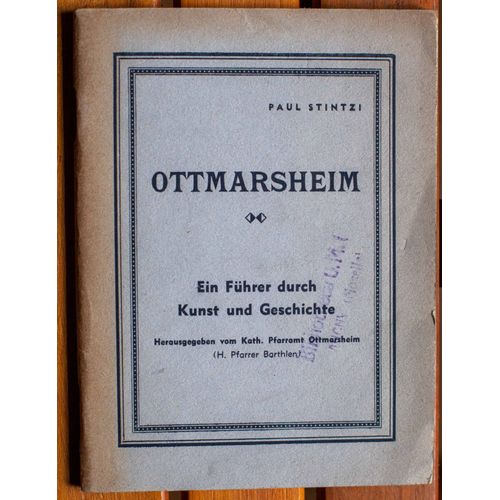 PAUL STINTZI
OTTMARSHEIM
Ein Führer durch
Kunst und Geschichte
Herausgegeben vom Kath. Pfarramt Ottmarsheim
(H. Pfarrer Barthlen)